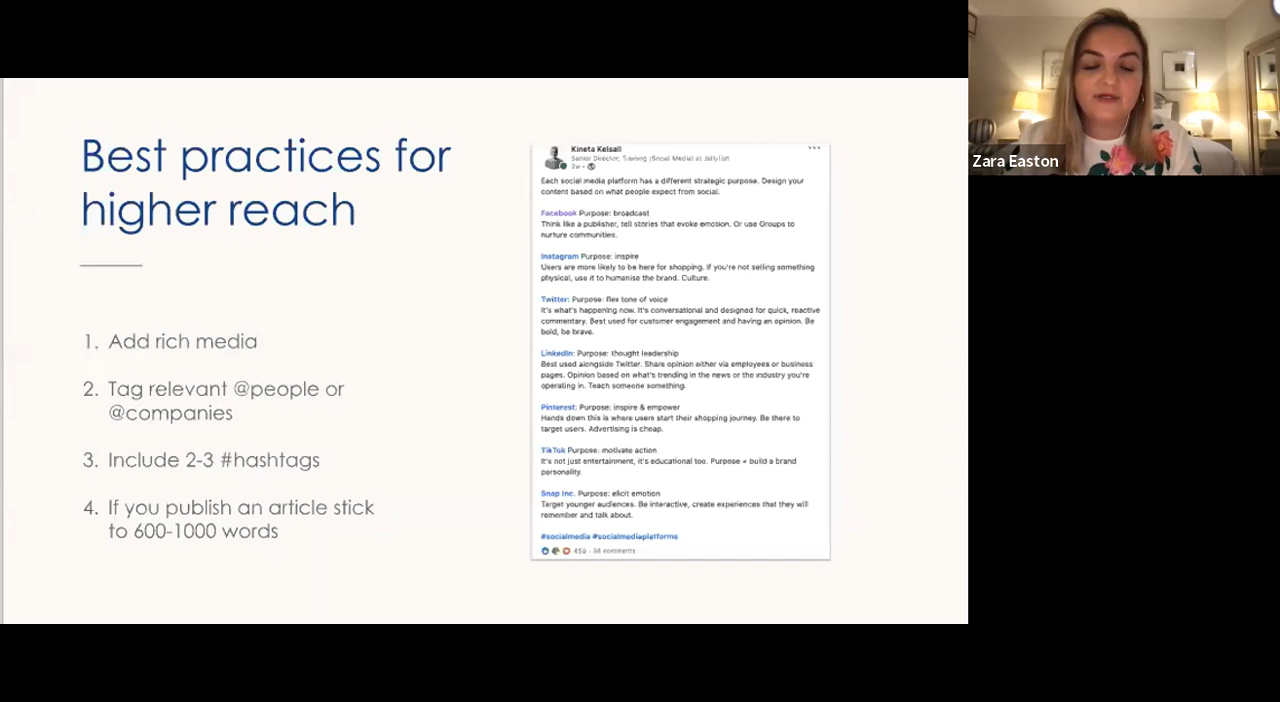 Best practices for
higher reach
1. Add rich media
2. Tag relevant @people or
@companies
3. Include 2-3 #hashtags
4. If you publish an article stick
to 600-1000 words
Kineta Kelsall
Senior Director, Training (Social Media) at Jellyfish
2w
Each social media platform has a different strategic purpose. Design your
content based on what people expect from social.
Facebook Purpose: broadcast
Think like a publisher, tell stories that evoke emotion. Or use Groups to
nurture communities.
Instagram Purpose: inspire
Users are more likely to be here for shopping. If you're not selling something
physical, use it to humanise the brand. Culture.
Twitter: Purpose: flex tone of voice
It's what's happening now. It's conversational and designed for quick, reactive
commentary. Best used for customer engagement and having an opinion. Be
bold, be brave.
LinkedIn: Purpose: thought leadership
Best used alongside Twitter. Share opinion either via employees or business
pages. Opinion based on what's trending in the news or the industry you're
operating in. Teach someone something.
Pinterest: Purpose: inspire & empower
Hands down this is where users start their shopping journey. Be there to
target users. Advertising is cheap.
TikTok Purpose: motivate action
It's not just entertainment, it's educational too. Purpose = build a brand
personality.
Snap Inc. Purpose: elicit emotion
Target younger audiences. Be interactive, create experiences that they will
remember and talk about.
#socialmedia #socialmediaplatforms
459 · comments
Zara Easton